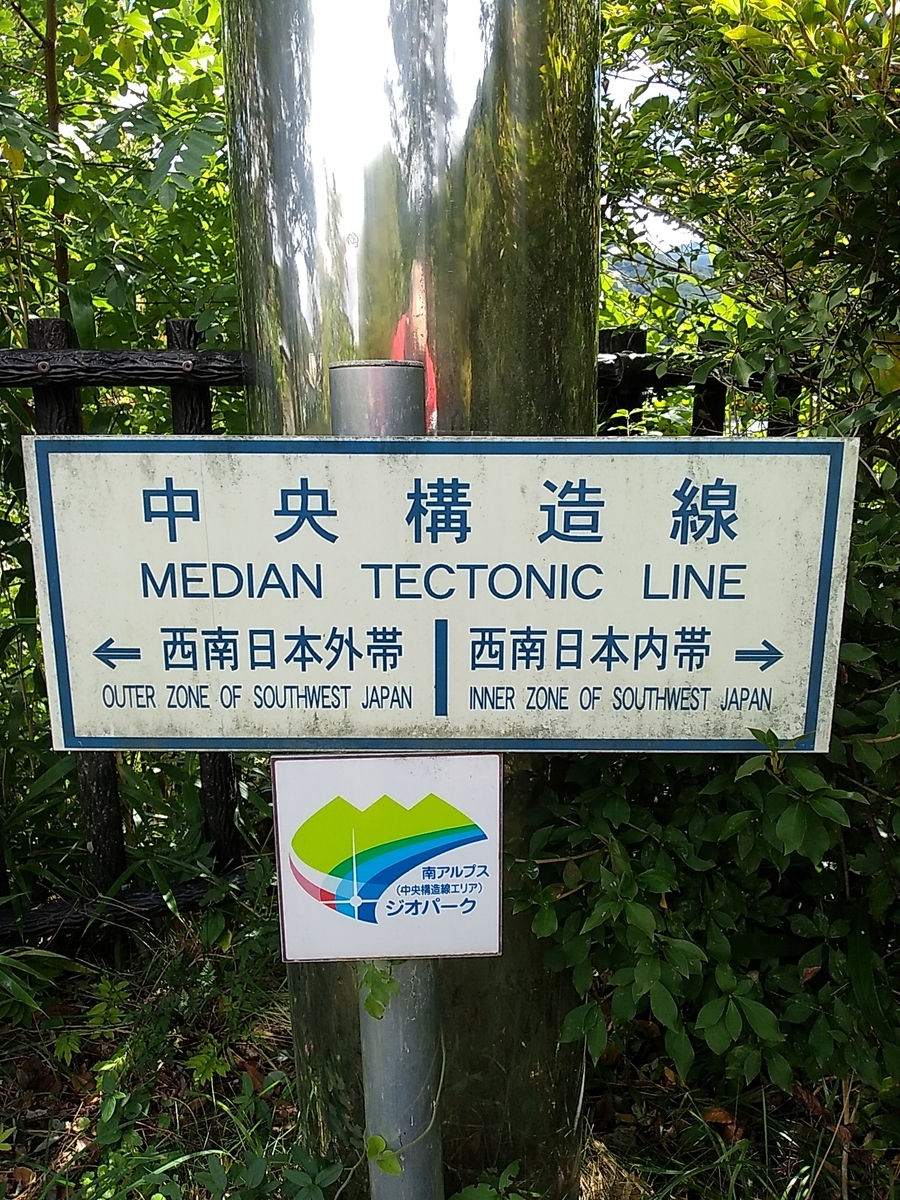 中央構造線
MEDIAN TECTONIC LINE
← 西南日本外帯 西南日本内帯 →
OUTER ZONE OF SOUTHWEST JAPAN INNER ZONE OF SOUTHWEST JAPAN
南アルプス
(中央構造線エリア)
ジオパーク